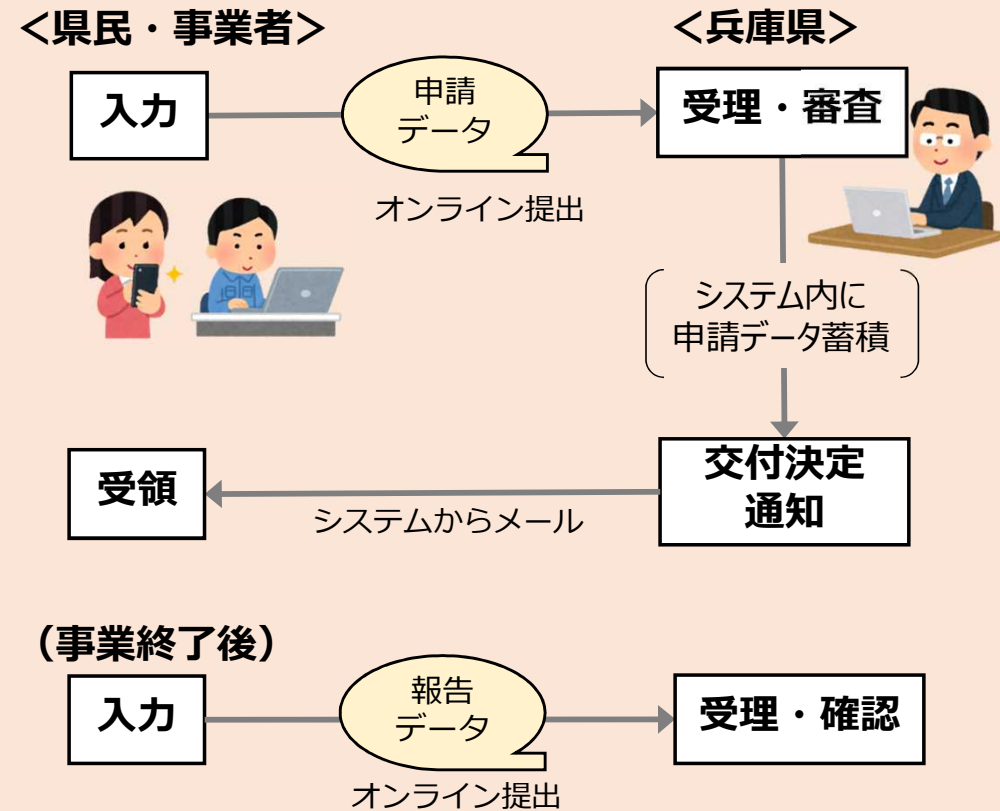 <県民・事業者>
<兵庫県>
入力
申請
データ
受理・審査
オンライン提出
システム内に
申請データ蓄積
受領
交付決定
通知
システムからメール
(事業終了後)
入力
報告
データ
受理・確認
オンライン提出